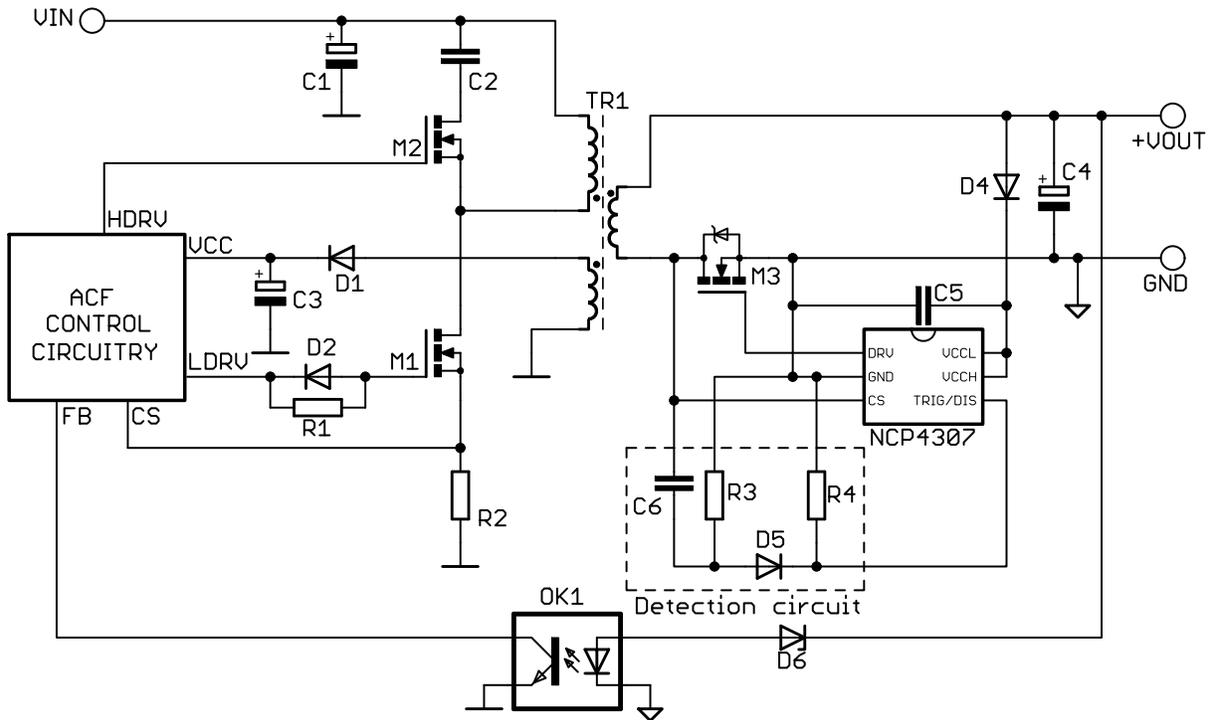 VIN
+
C1
C2
TR1
M2
+VOUT
D4
+
C4
HDRV
VCC
+
C3
D1
M3
GND
C5
ACF
CONTROL
CIRCUITRY
LDRV
D2
M1
R1
DRV
VCCL
GND
VCCH
CS
TRIG/DIS
NCP4307
FB
CS
R2
C6
R3
R4
D5
Detection circuit
OK1
D6